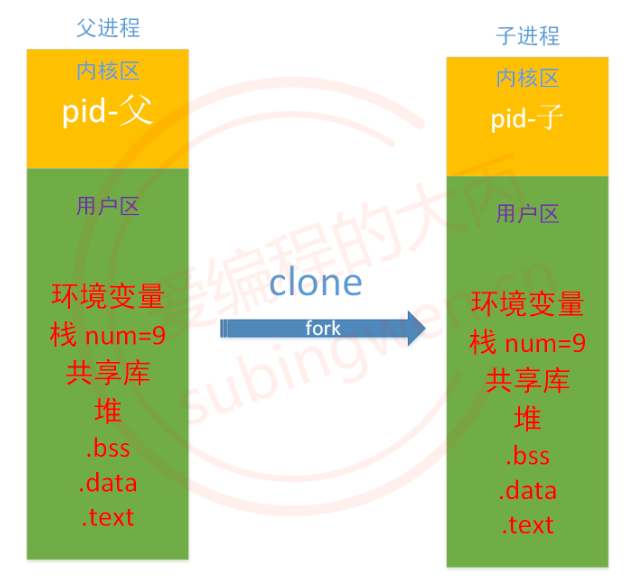 父进程
内核区
pid-父
用户区
环境变量
栈 num=9
共享库
堆
.bss
.data
.text
clone
fork
子进程
内核区
pid-子
用户区
环境变量
栈 num=9
共享库
堆
.bss
.data
.text
爱编程的大丙
subingwen.cn